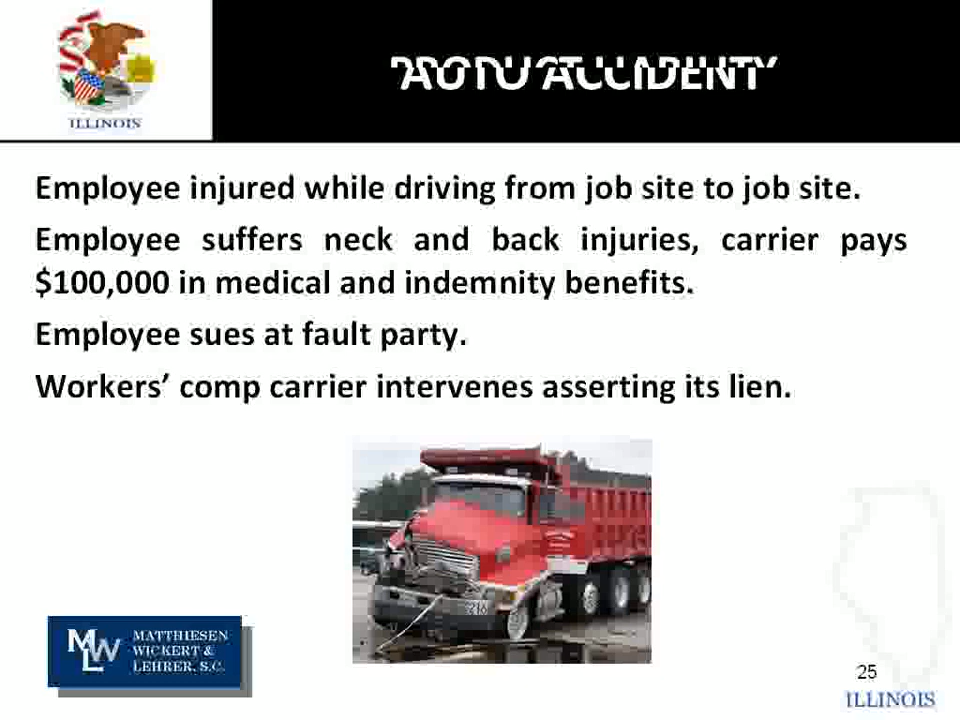 ILLINOIS
Employee injured while driving from job site to job site.
Employee suffers neck and back injuries, carrier pays
$100,000 in medical and indemnity benefits.
Employee sues at fault party.
Workers’ comp carrier intervenes asserting its lien.
216
MLW
MATTHIESEN
WICKERT &
LEHRER, S.C.
25
ILLINOIS